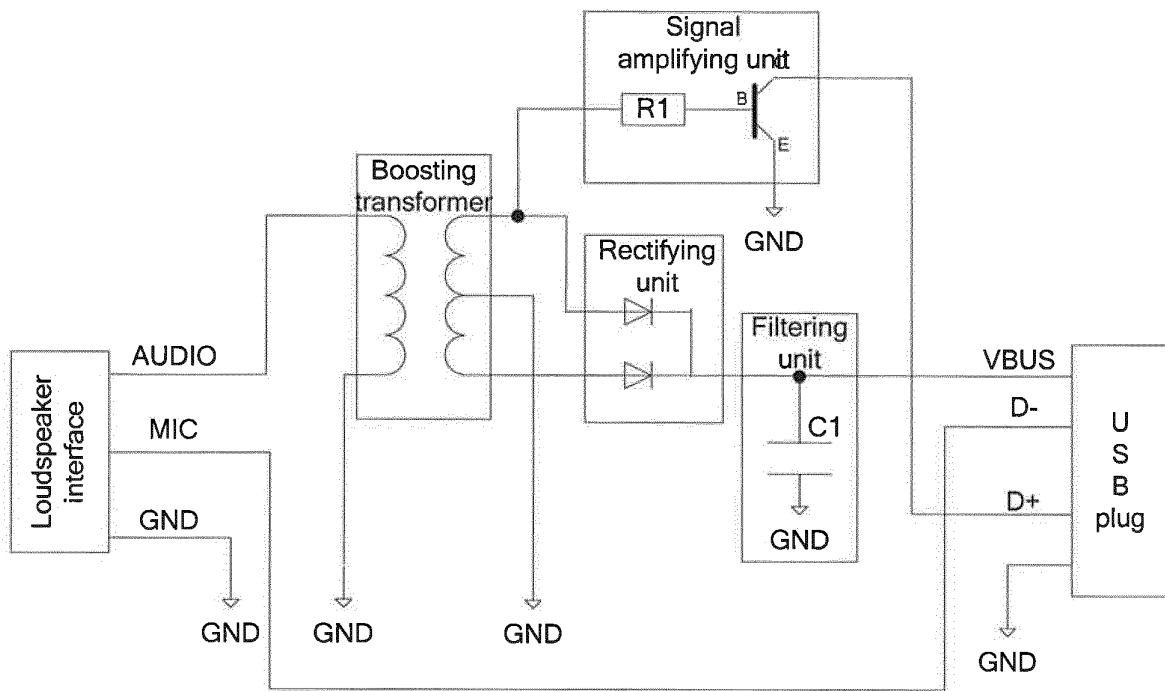 Signal
amplifying unit
C
B
R1
E
GND
Boosting
transformer
Rectifying
unit
Filtering
unit
C1
GND
Loudspeaker
interface
AUDIO
MIC
GND
GND
GND
GND
VBUS
D-
D+
U
S
B
plug
GND